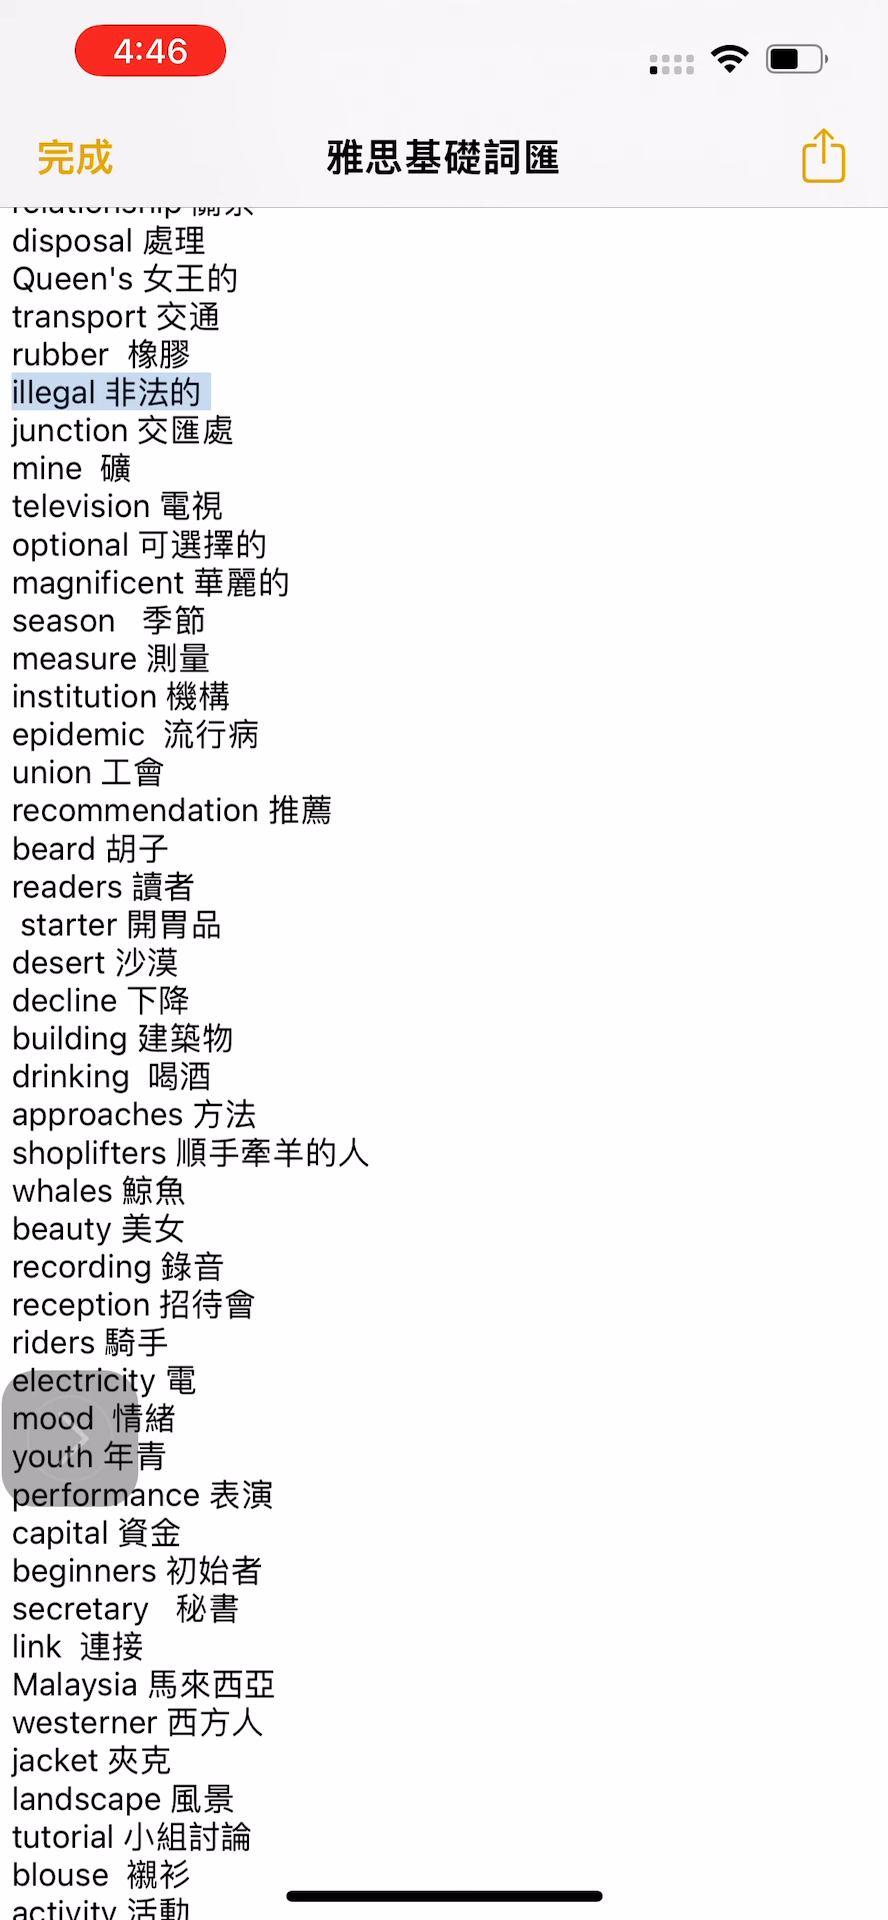 4:46
完成
雅思基礎詞匯
relationship 關系
disposal 處理
Queen's 女王的
transport 交通
rubber  橡膠
illegal 非法的
junction 交匯處
mine  礦
television 電視
optional 可選擇的
magnificent 華麗的
season   季節
measure 測量
institution 機構
epidemic  流行病
union 工會
recommendation 推薦
beard 胡子
readers 讀者
 starter 開胃品
desert 沙漠
decline 下降
building 建築物
drinking  喝酒
approaches 方法
shoplifters 順手牽羊的人
whales 鯨魚
beauty 美女
recording 錄音
reception 招待會
riders 騎手
electricity 電
mood  情緒
youth 年青
performance 表演
capital 資金
beginners 初始者
secretary   秘書
link  連接
Malaysia 馬來西亞
westerner 西方人
jacket 夾克
landscape 風景
tutorial 小組討論
blouse  襯衫
activity 活動